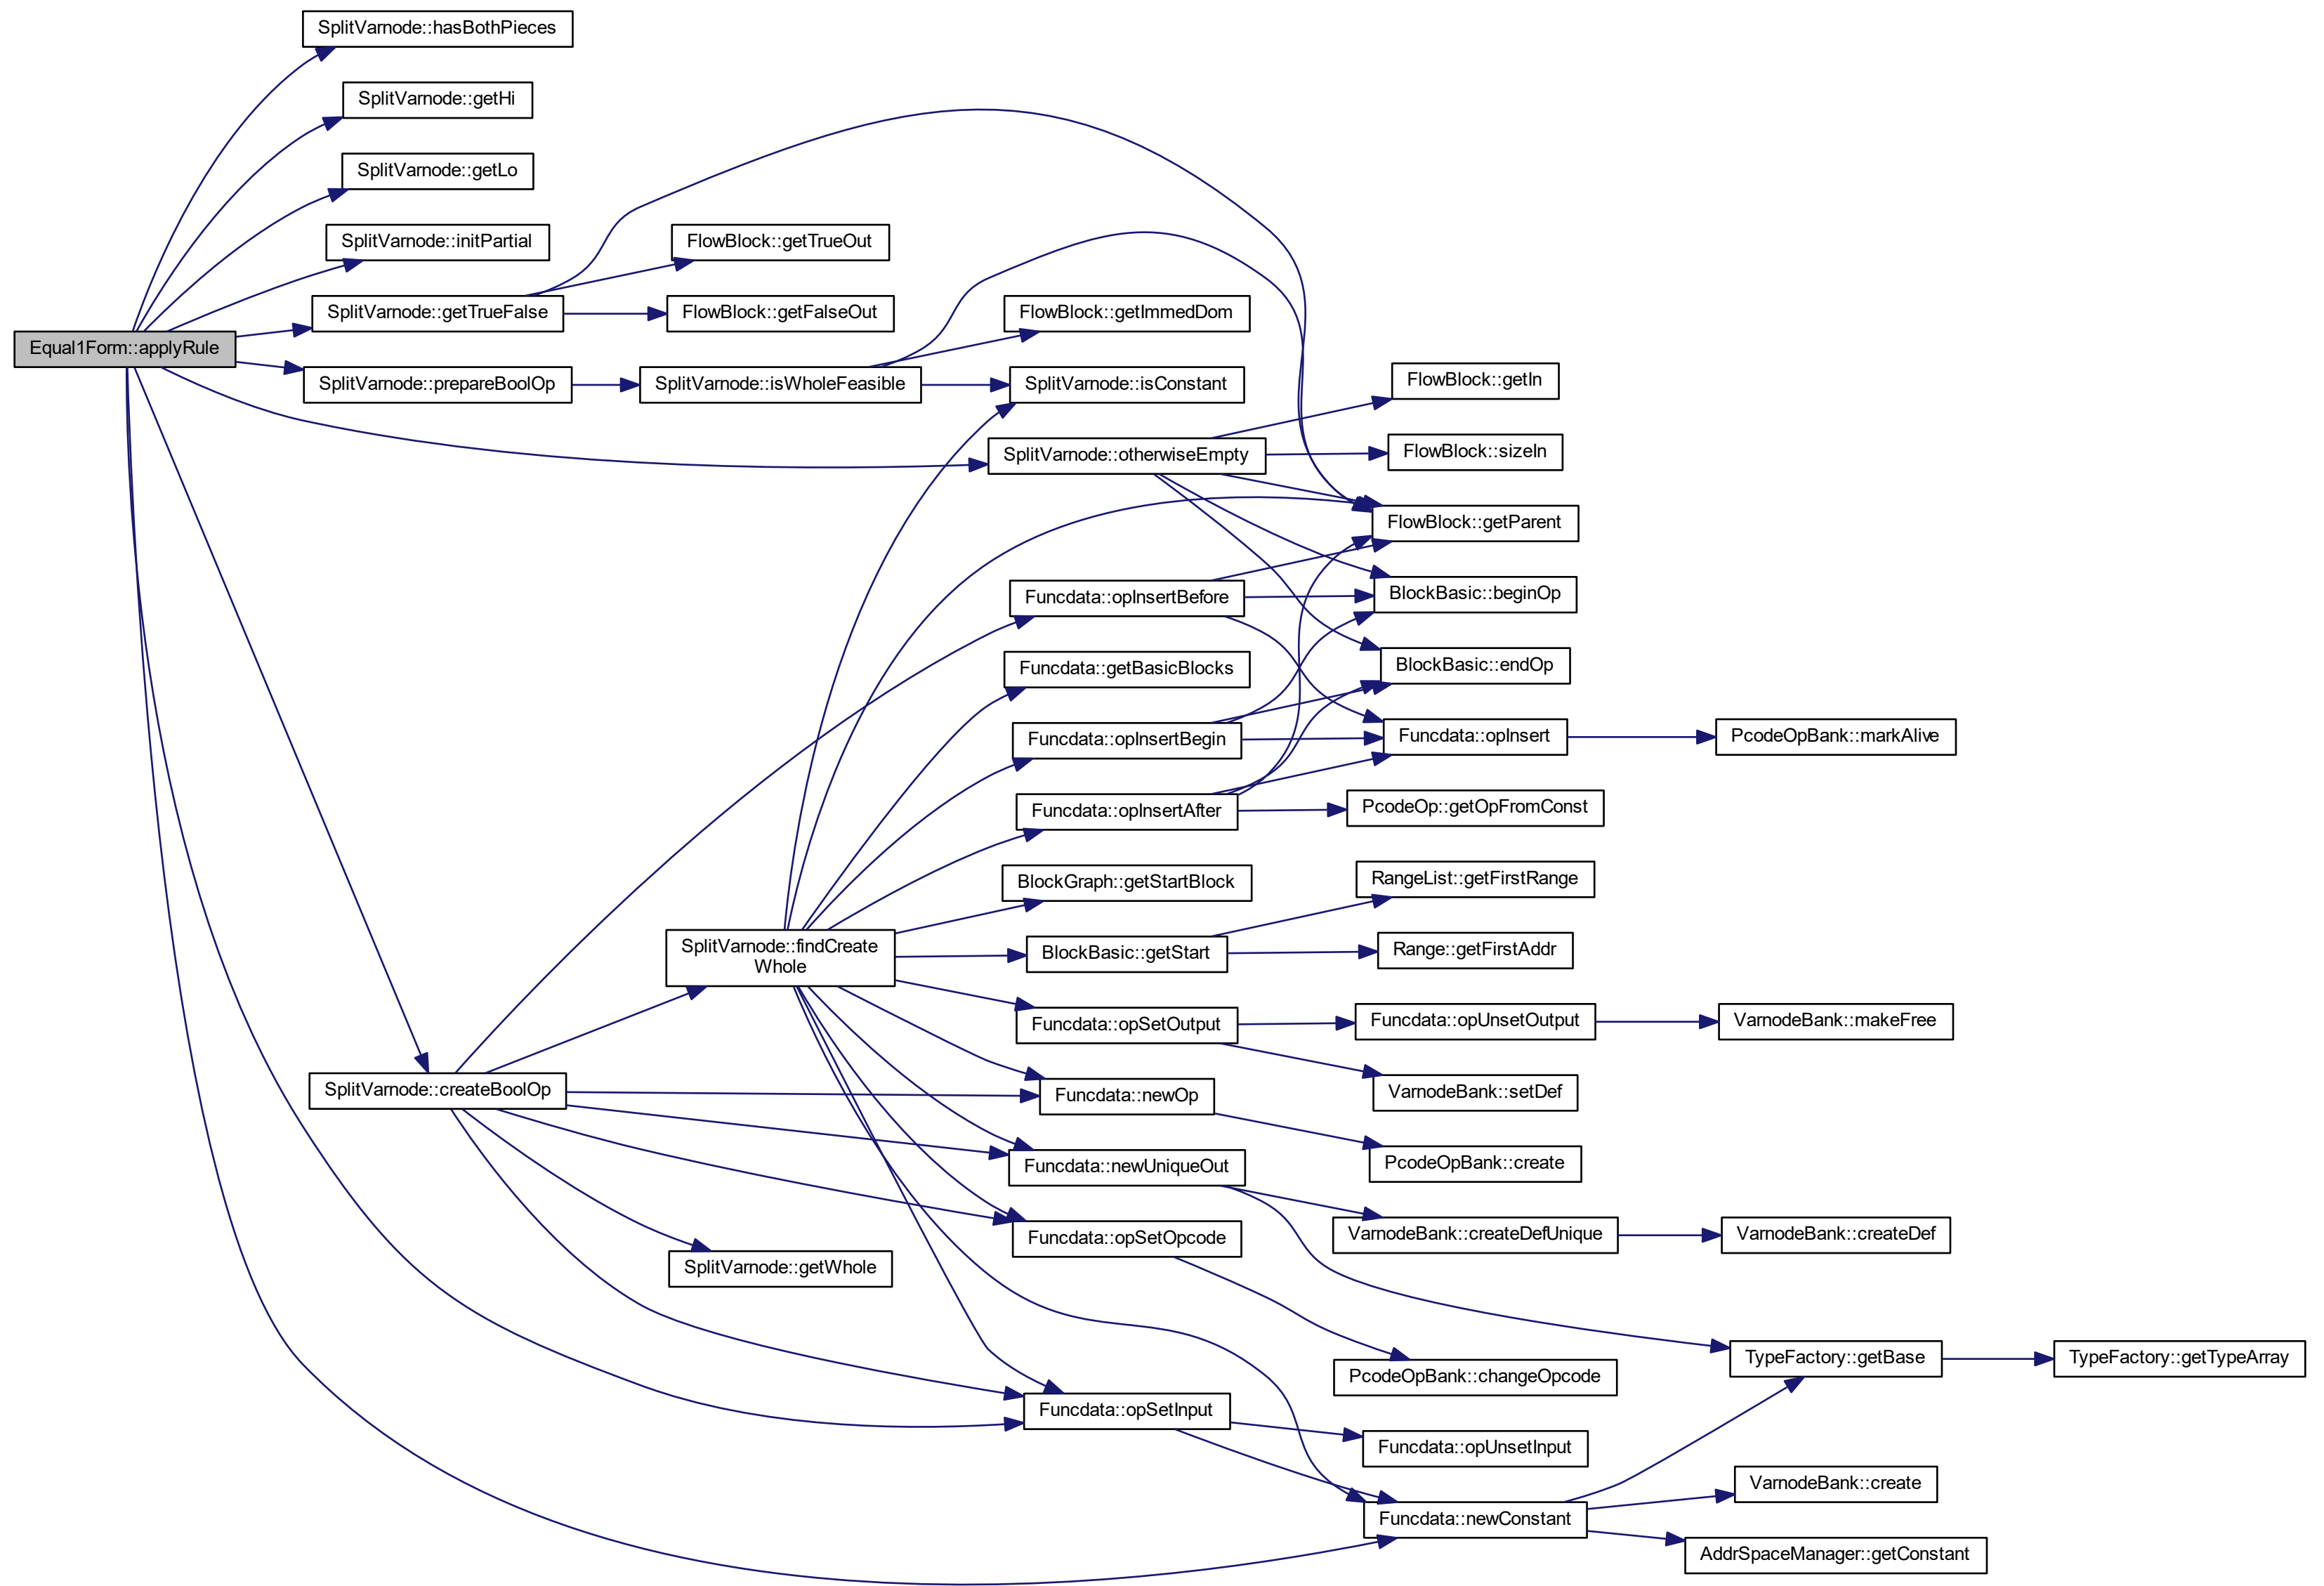 SplitVarnode::hasBothPieces
SplitVarnode::getHi
SplitVarnode::getLo
SplitVarnode::initPartial
FlowBlock::getTrueOut
SplitVarnode::getTrueFalse
FlowBlock::getFalseOut
FlowBlock::getImmedDom
Equal1Form::applyRule
SplitVarnode::prepareBoolOp
SplitVarnode::isWholeFeasible
SplitVarnode::isConstant
FlowBlock::getIn
SplitVarnode::otherwiseEmpty
FlowBlock::sizeIn
FlowBlock::getParent
Funcdata::opInsertBefore
BlockBasic::beginOp
Funcdata::getBasicBlocks
BlockBasic::endOp
Funcdata::opInsertBegin
Funcdata::opInsert
PcodeOpBank::markAlive
Funcdata::opInsertAfter
PcodeOp::getOpFromConst
BlockGraph::getStartBlock
RangeList::getFirstRange
SplitVarnode::findCreate
Whole
BlockBasic::getStart
Range::getFirstAddr
Funcdata::opSetOutput
Funcdata::opUnsetOutput
VarnodeBank::makeFree
SplitVarnode::createBoolOp
Funcdata::newOp
VarnodeBank::setDef
Funcdata::newUniqueOut
PcodeOpBank::create
Funcdata::opSetOpcode
VarnodeBank::createDefUnique
VarnodeBank::createDef
SplitVarnode::getWhole
PcodeOpBank::changeOpcode
TypeFactory::getBase
TypeFactory::getTypeArray
Funcdata::opSetInput
Funcdata::opUnsetInput
VarnodeBank::create
Funcdata::newConstant
AddrSpaceManager::getConstant